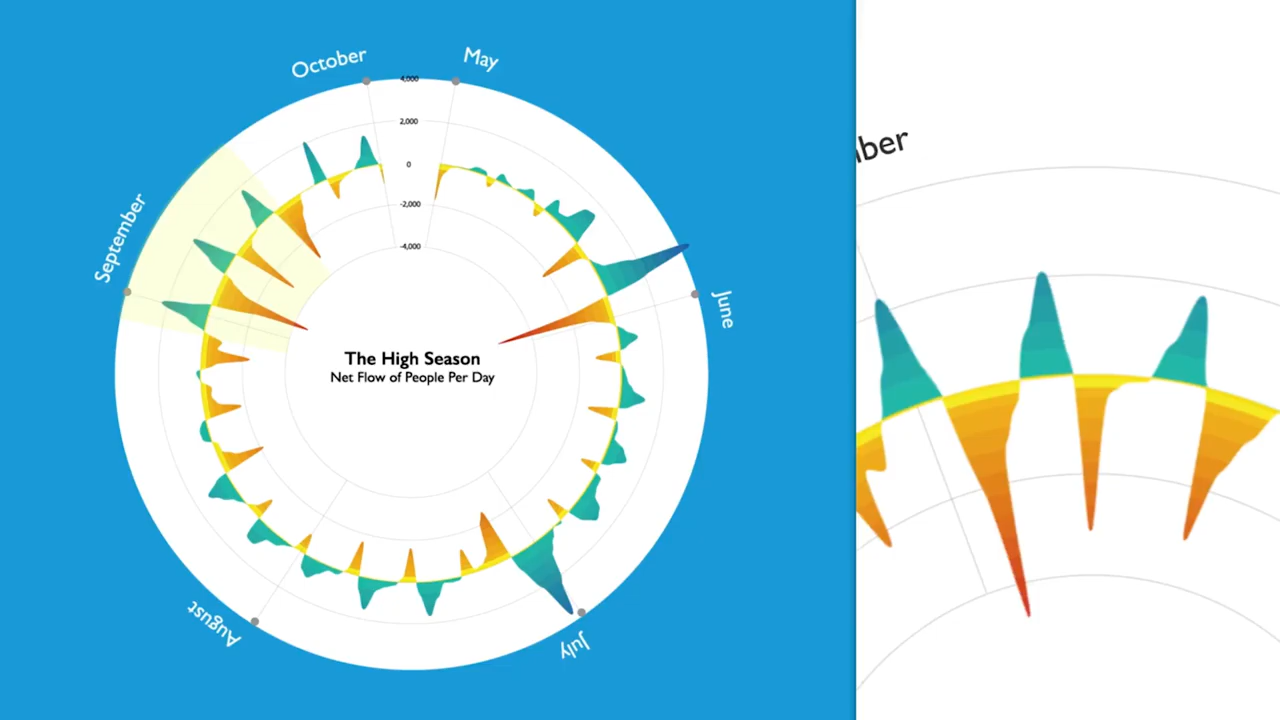 October
May
4,000
2,000
0
-2,000
-4,000
September
June
The High Season
Net Flow of People Per Day
August
July
ber